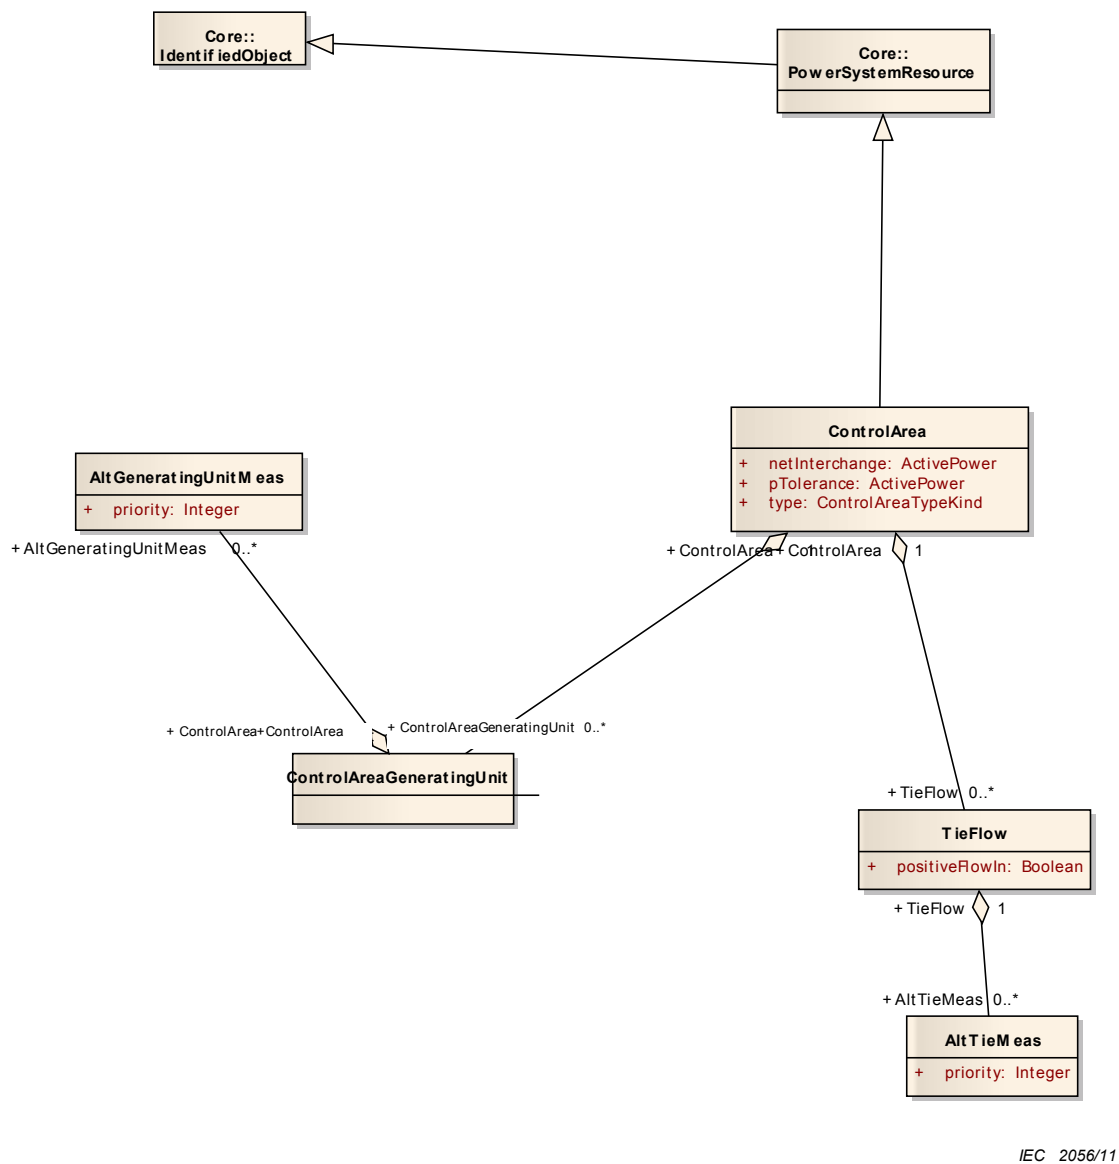 Core::
IdentifiedObject
Core::
PowerSystemResource
ControlArea
+ netInterchange: ActivePower
+ pTolerance: ActivePower
+ type: ControlAreaTypeKind
AltGeneratingUnitMeas
+ priority: Integer
+ AltGeneratingUnitMeas 0..*
+ ControlArea+ControlArea 1
+ ControlArea+ControlArea
+ ControlAreaGeneratingUnit 0..*
ControlAreaGeneratingUnit
+ TieFlow 0..*
TieFlow
+ positiveFlowIn: Boolean
+ TieFlow 1
+ AltTieMeas 0..*
AltTieMeas
+ priority: Integer
IEC 2056/11